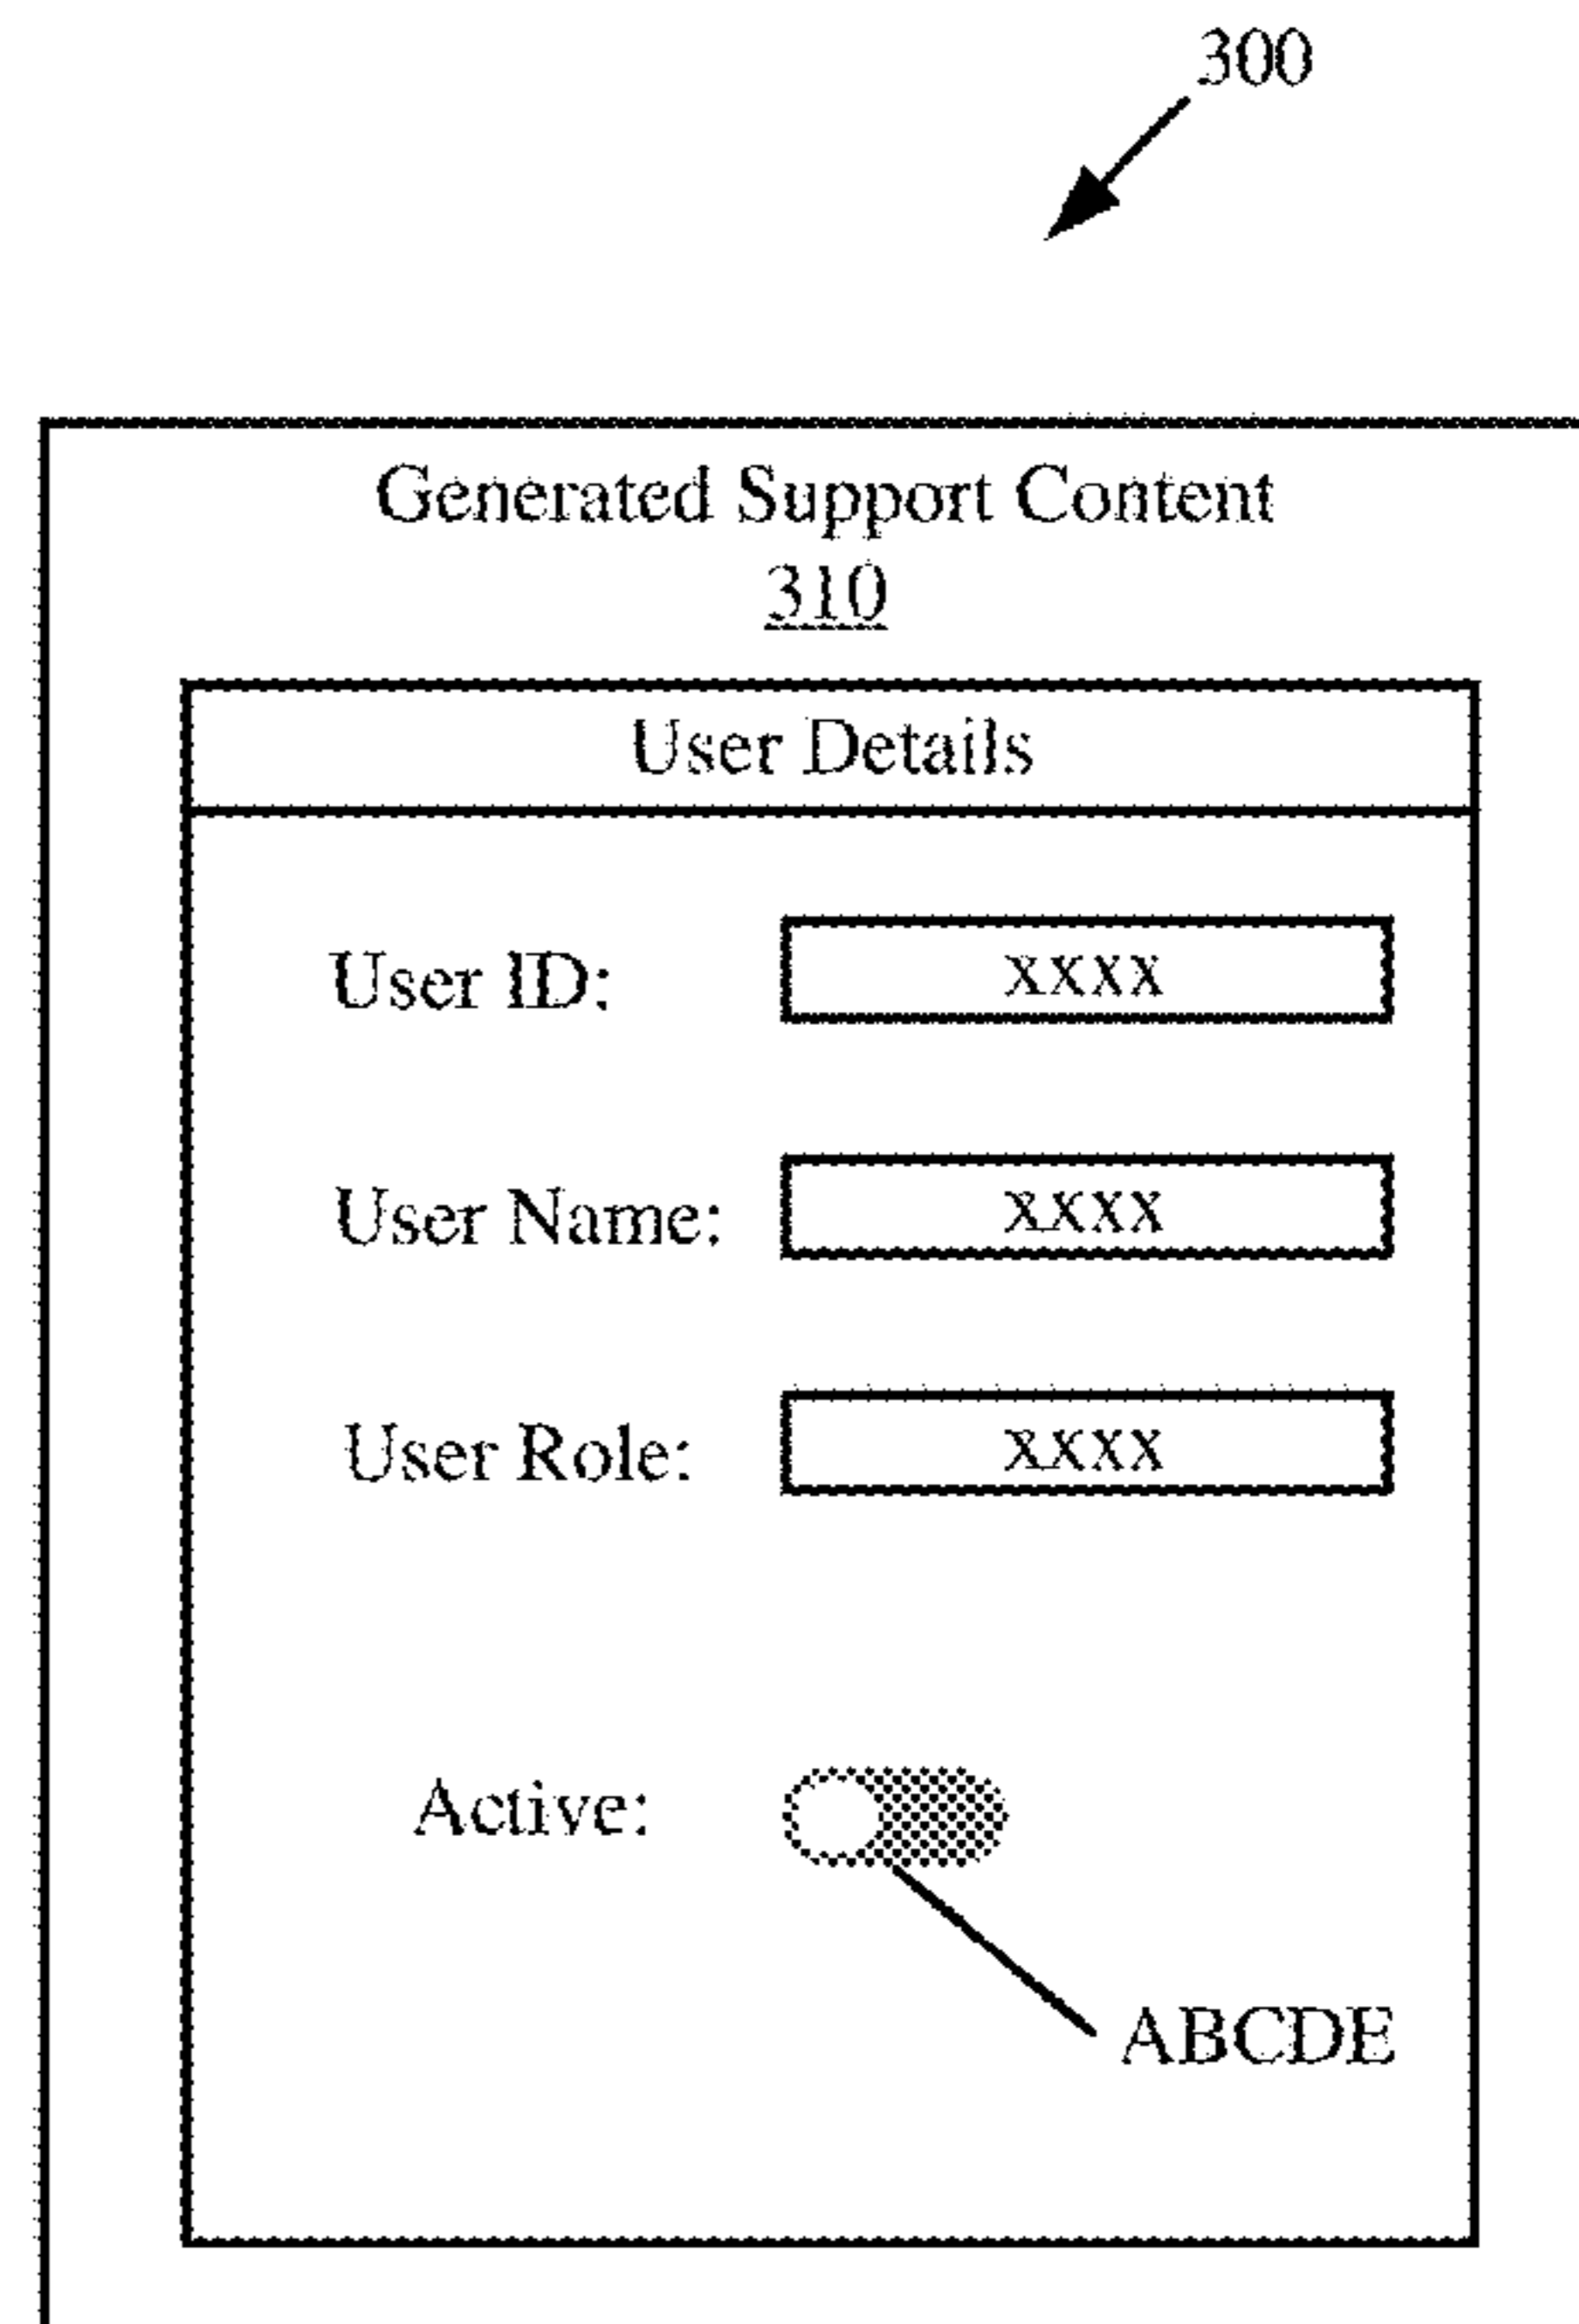 300
Generated Support Content
310
User Details
User ID: xxxx
User Name: xxxx
User Role: xxxx
Active:
ABCDE